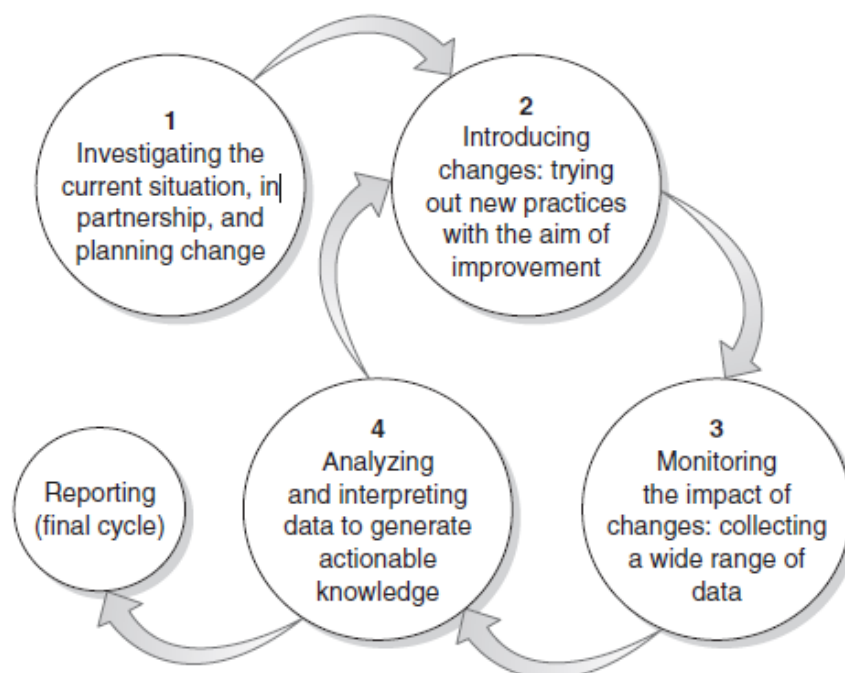 1
Investigating the
current situation, in
partnership, and
planning change
2
Introducing
changes: trying
out new practices
with the aim of
improvement
3
Monitoring
the impact of
changes: collecting
a wide range of
data
4
Analyzing
and interpreting
data to generate
actionable
knowledge
Reporting
(final cycle)